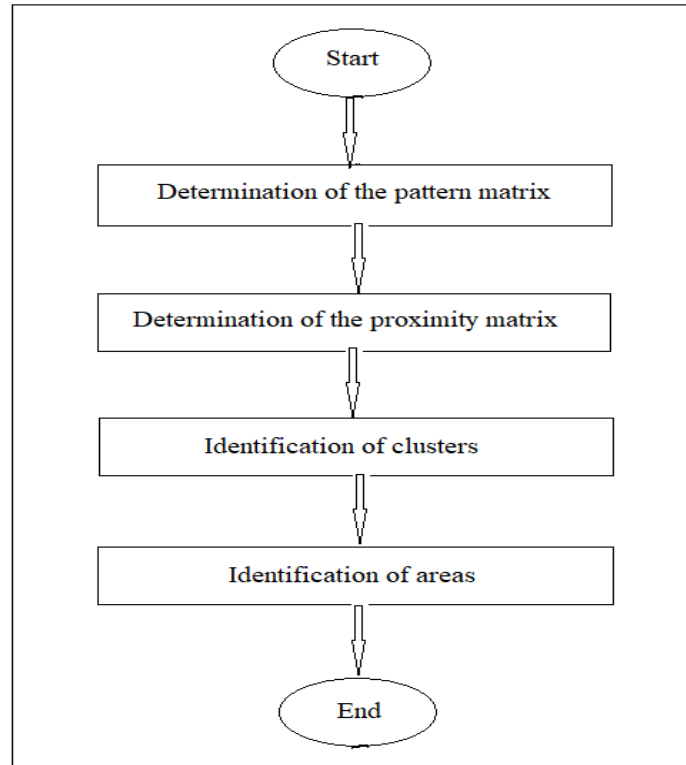 Start
Determination of the pattern matrix
Determination of the proximity matrix
Identification of clusters
Identification of areas
End